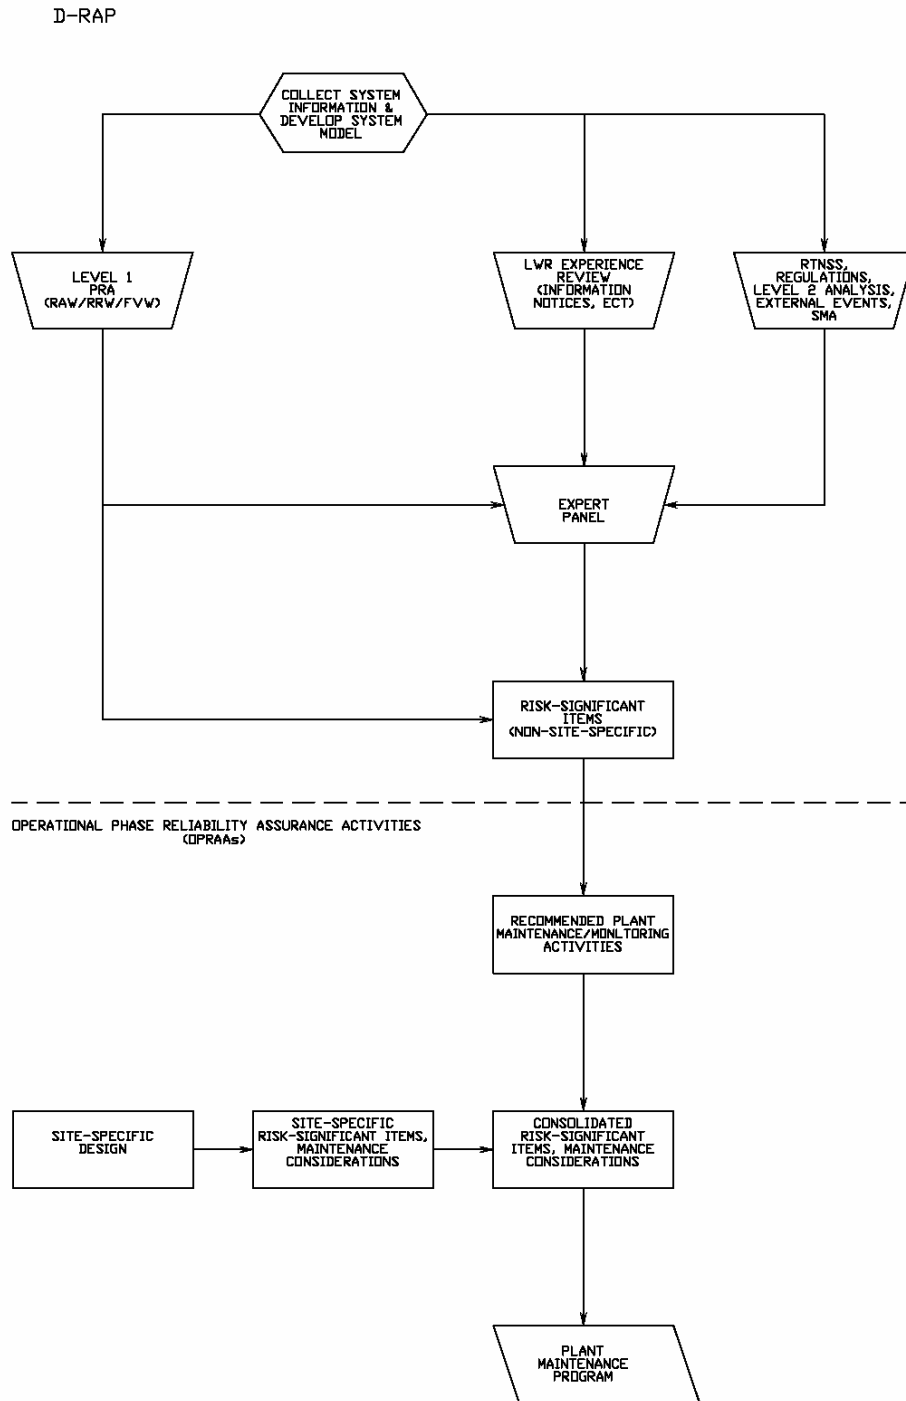 D-RAP
COLLECT SYSTEM
INFORMATION &
DEVELOP SYSTEM
MODEL
LEVEL 1
PRA
(RAW/RRW/FVW)
LWR EXPERIENCE
REVIEW
(INFORMATION
NOTICES, ECT)
RTNSS,
REGULATIONS,
LEVEL 2 ANALYSIS,
EXTERNAL EVENTS,
SMA
EXPERT
PANEL
RISK-SIGNIFICANT
ITEMS
(NON-SITE-SPECIFIC)
OPERATIONAL PHASE RELIABILITY ASSURANCE ACTIVITIES
(OPRAAs)
RECOMMENDED PLANT
MAINTENANCE/MONLTORING
ACTIVITIES
SITE-SPECIFIC
DESIGN
SITE-SPECIFIC
RISK-SIGNIFICANT ITEMS,
MAINTENANCE
CONSIDERATIONS
CONSOLIDATED
RISK-SIGNIFICANT
ITEMS, MAINTENANCE
CONSIDERATIONS
PLANT
MAINTENANCE
PROGRAM